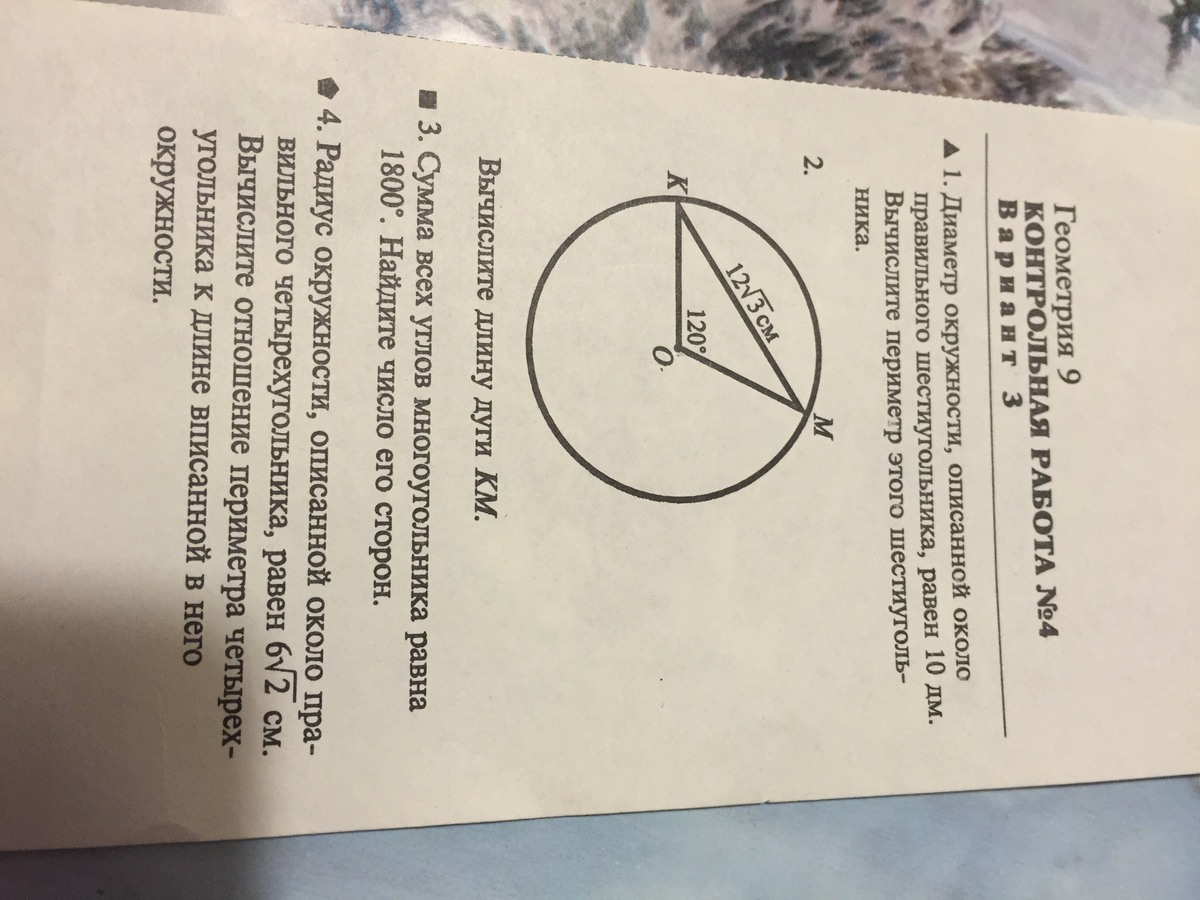 Геометрия 9
КОНТРОЛЬНАЯ РАБОТА №4
Вариант 3
▲ 1. Диаметр окружности, описанной около
правильного шестиугольника, равен 10 дм.
Вычислите периметр этого шестиуголь-
ника.
2.
K
M
12√3 см
120°
O
Вычислите длину дуги KM.
■ 3. Сумма всех углов многоугольника равна
1800°. Найдите число его сторон.
⬟ 4. Радиус окружности, описанной около пра-
вильного четырехугольника, равен 6√2 см.
Вычислите отношение периметра четырех-
угольника к длине вписанной в него
окружности.